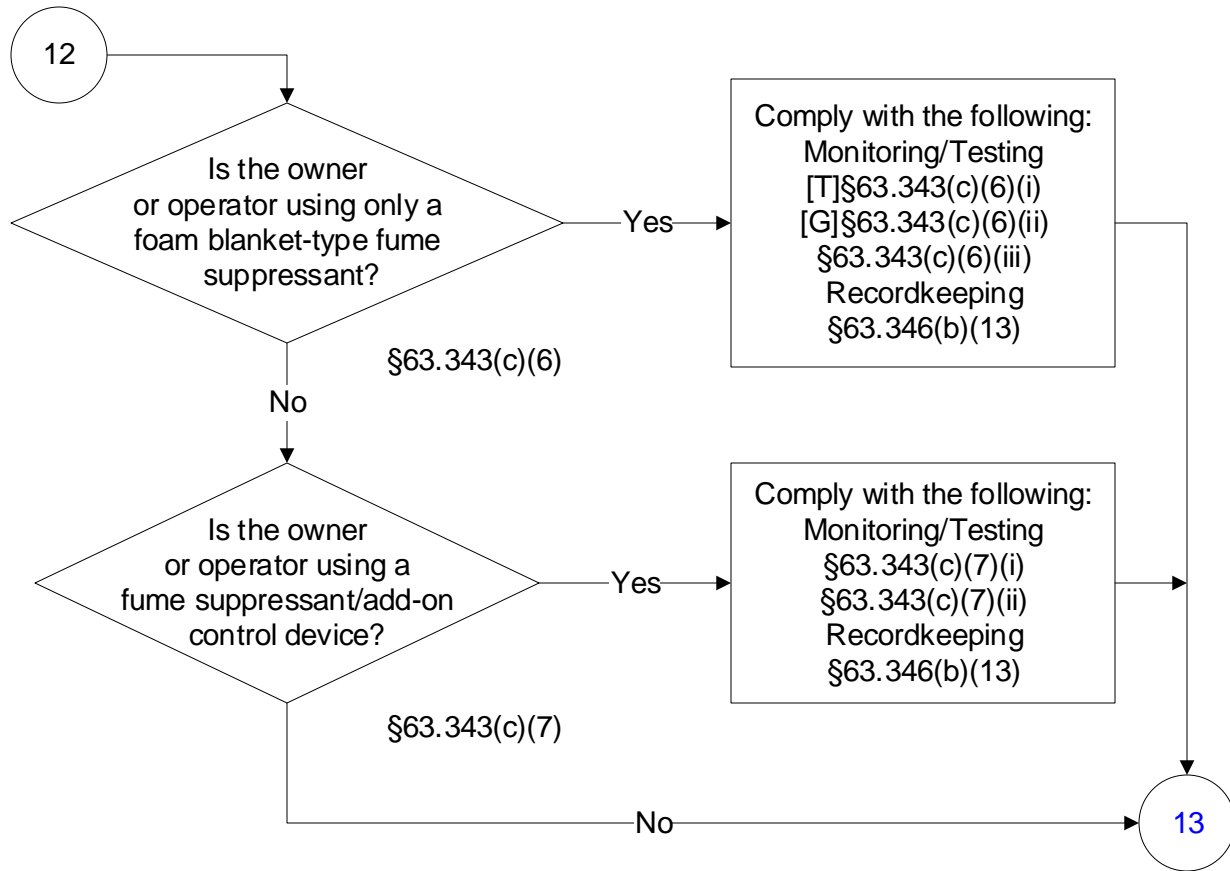 12
Is the owner
or operator using only a
foam blanket-type fume
suppressant?
Yes
Comply with the following:
Monitoring/Testing
[T]§63.343(c)(6)(i)
[G]§63.343(c)(6)(ii)
§63.343(c)(6)(iii)
Recordkeeping
§63.346(b)(13)
§63.343(c)(6)
No
Is the owner
or operator using a
fume suppressant/add-on
control device?
Yes
Comply with the following:
Monitoring/Testing
§63.343(c)(7)(i)
§63.343(c)(7)(ii)
Recordkeeping
§63.346(b)(13)
§63.343(c)(7)
No
13